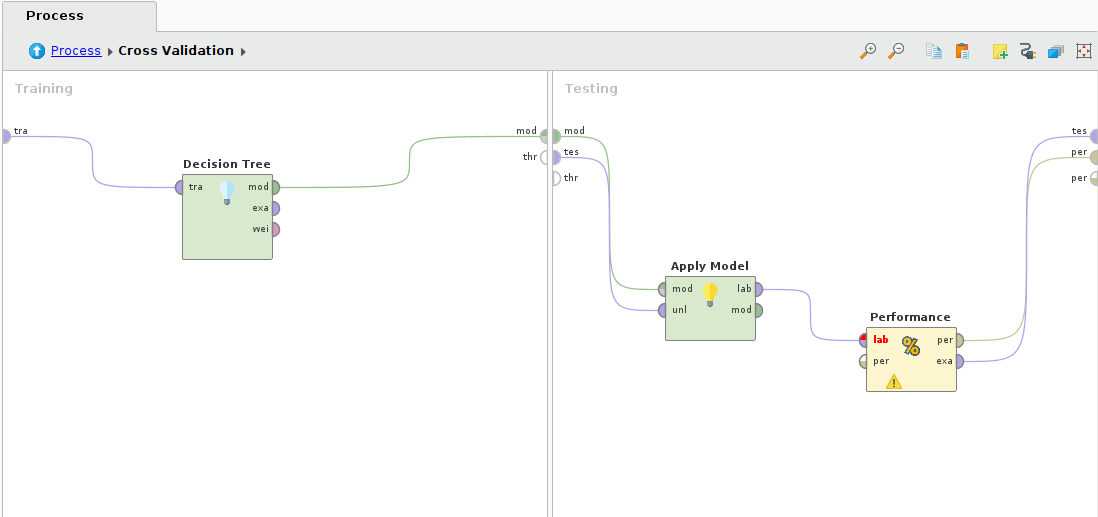 Process
Process Cross Validation
Training
Testing
tra
mod
mod
tes
thr
tes
per
thr
per
Decision Tree
tra mod
exa
wei
Apply Model
mod lab
unl mod
Performance
lab % per
per exa
!